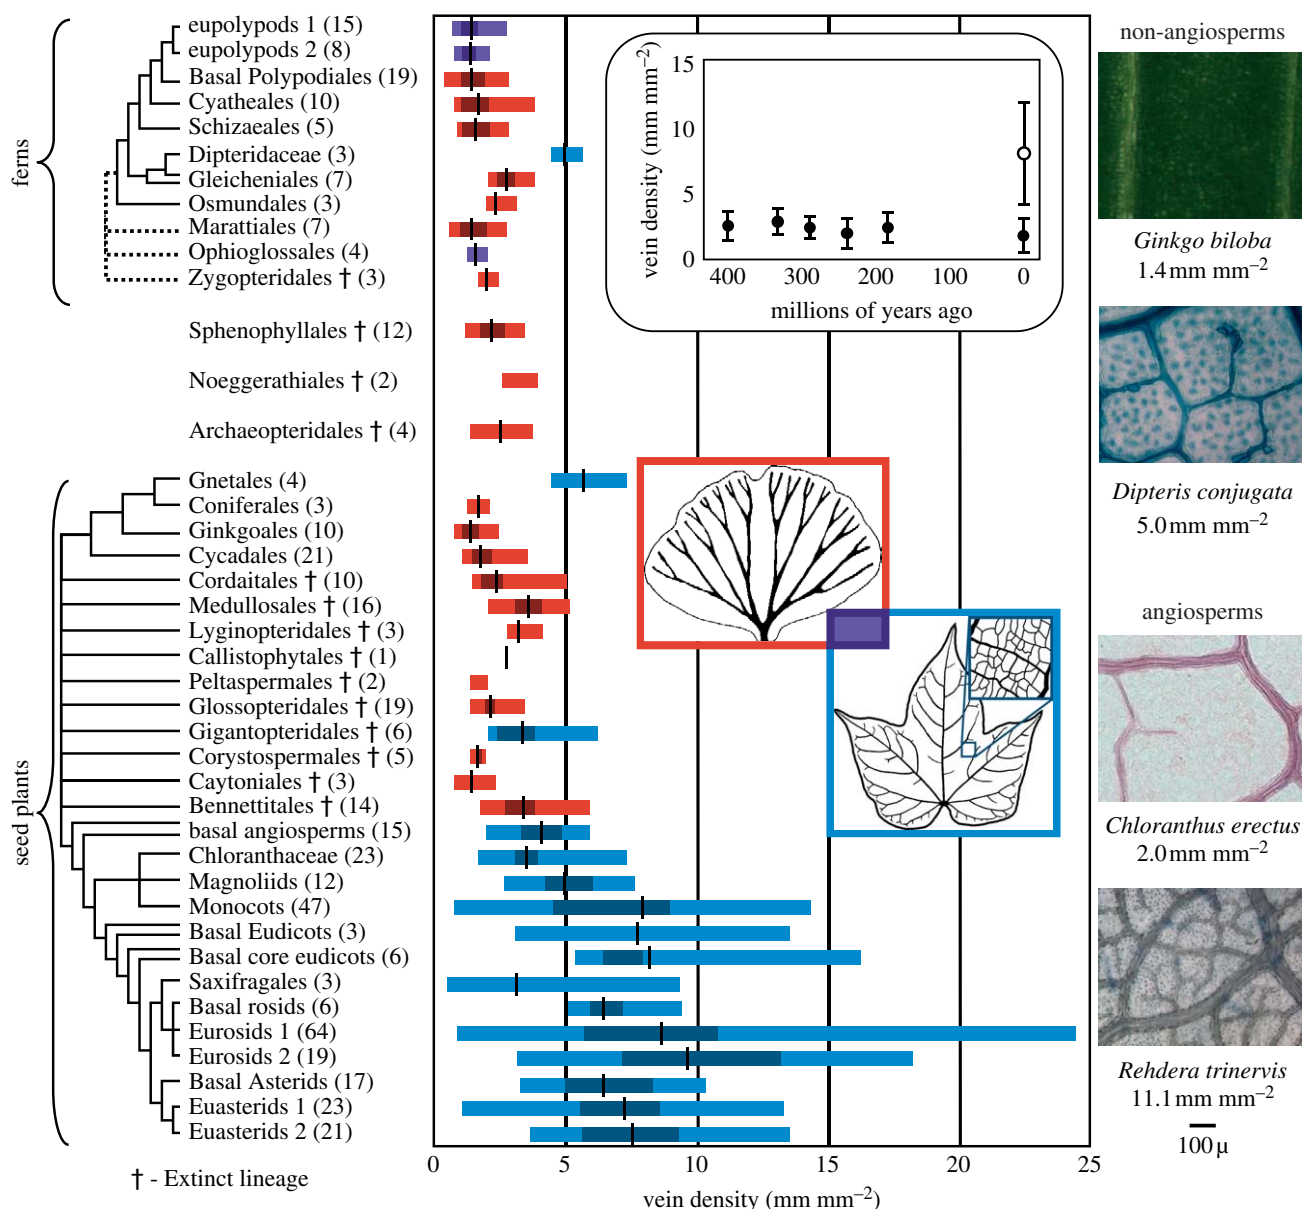 ferns
eupolypods 1 (15)
eupolypods 2 (8)
Basal Polypodiales (19)
Cyatheales (10)
Schizaeales (5)
Dipteridaceae (3)
Gleicheniales (7)
Osmundales (3)
Marattiales (7)
Ophioglossales (4)
Zygopteridales † (3)
Sphenophyllales † (12)
Noeggerathiales † (2)
Archaeopteridales † (4)
seed plants
Gnetales (4)
Coniferales (3)
Ginkgoales (10)
Cycadales (21)
Cordaitales † (10)
Medullosales † (16)
Lyginopteridales † (3)
Callistophytales † (1)
Peltaspermales † (2)
Glossopteridales † (19)
Gigantopteridales † (6)
Corystospermales † (5)
Caytoniales † (3)
Bennettitales † (14)
basal angiosperms (15)
Chloranthaceae (23)
Magnoliids (12)
Monocots (47)
Basal Eudicots (3)
Basal core eudicots (6)
Saxifragales (3)
Basal rosids (6)
Eurosids 1 (64)
Eurosids 2 (19)
Basal Asterids (17)
Euasterids 1 (23)
Euasterids 2 (21)
† - Extinct lineage
0 5 10 15 20 25
vein density (mm mm⁻²)
vein density (mm mm⁻²)
15
10
5
0
400 300 200 100 0
millions of years ago
non-angiosperms
Ginkgo biloba
1.4 mm mm⁻²
Dipteris conjugata
5.0 mm mm⁻²
angiosperms
Chloranthus erectus
2.0 mm mm⁻²
Rehdera trinervis
11.1 mm mm⁻²
100 µ